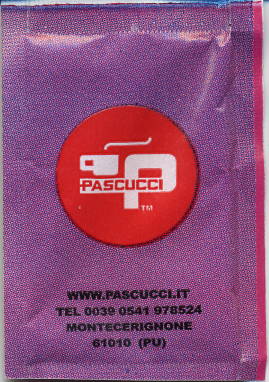 PASCUCCI
TM
WWW.PASCUCCI.IT
TEL 0039 0541 978524
MONTECERIGNONE
61010 (PU)